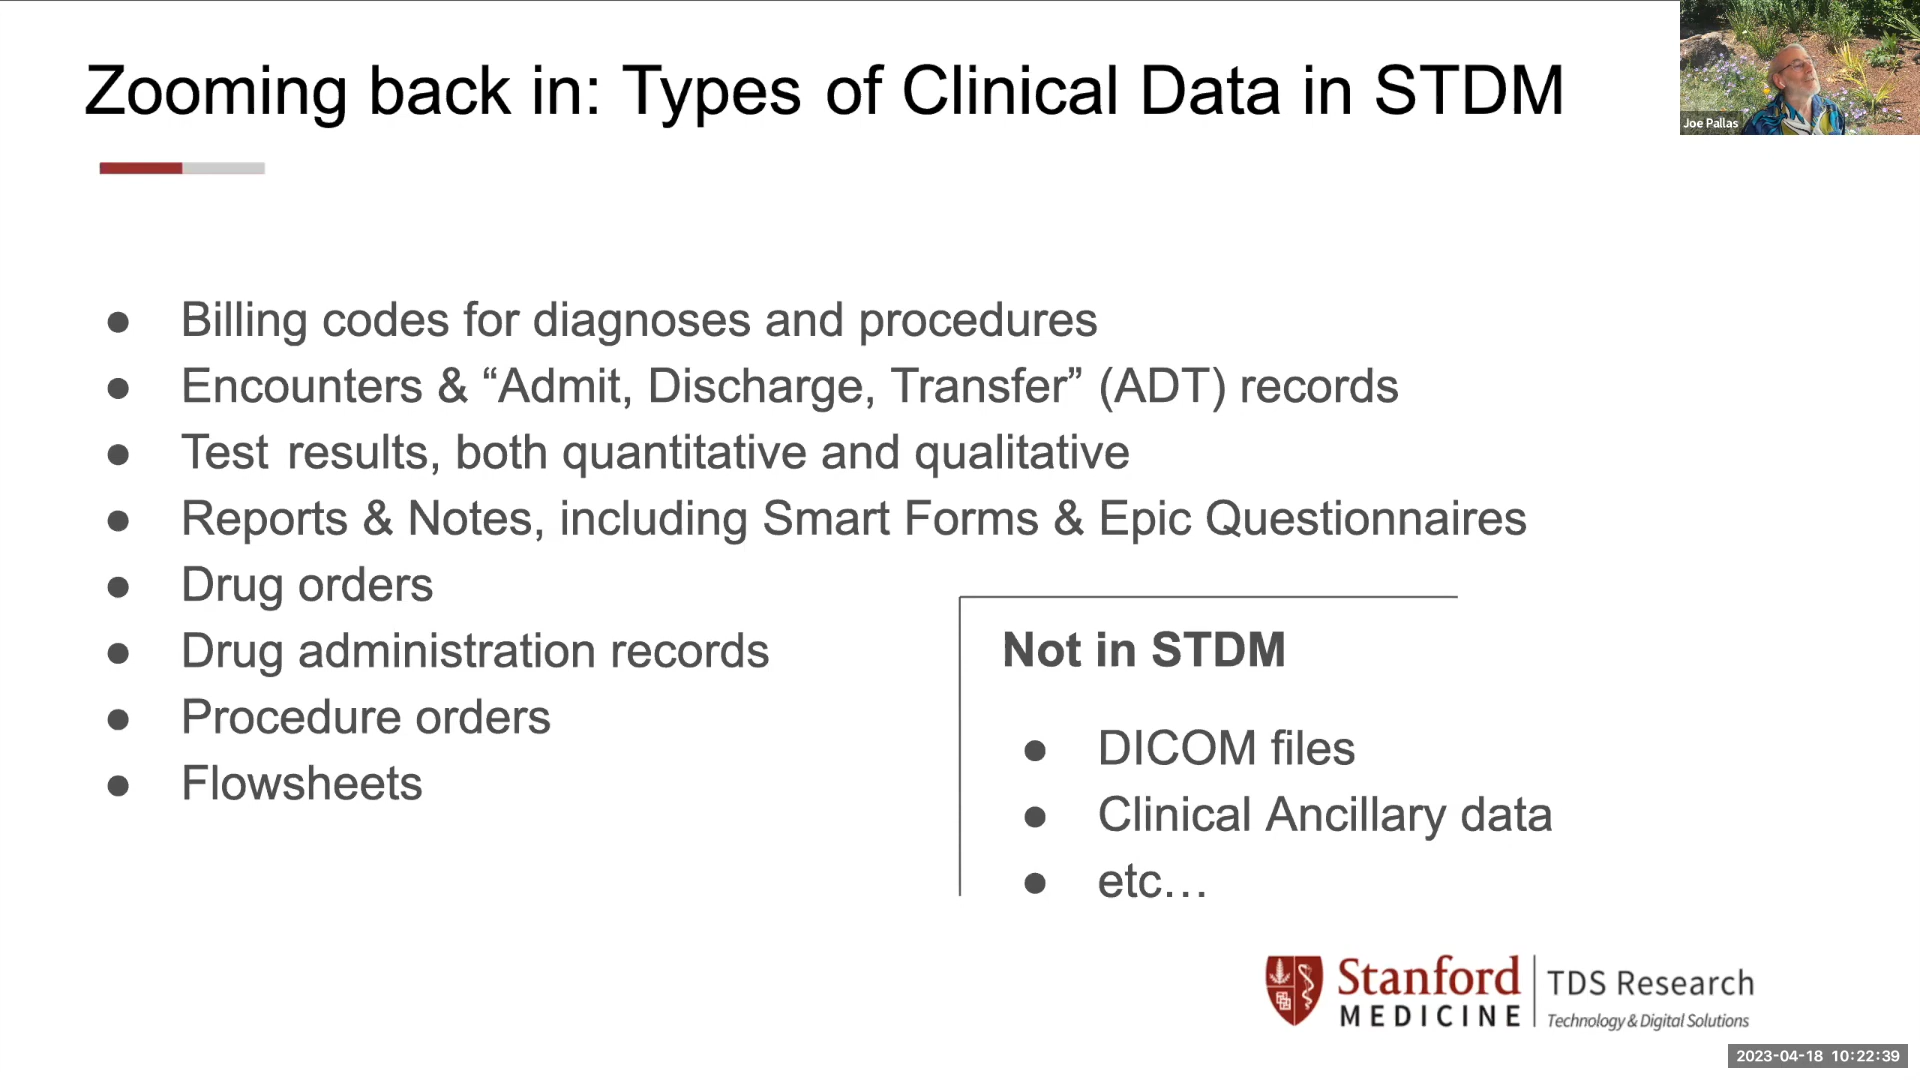 Zooming back in: Types of Clinical Data in STDM
Joe Pallas
● Billing codes for diagnoses and procedures
● Encounters & “Admit, Discharge, Transfer” (ADT) records
● Test results, both quantitative and qualitative
● Reports & Notes, including Smart Forms & Epic Questionnaires
● Drug orders
● Drug administration records
● Procedure orders
● Flowsheets
Not in STDM
● DICOM files
● Clinical Ancillary data
● etc…
Stanford
MEDICINE
TDS Research
Technology & Digital Solutions
2023-04-18 10:22:39